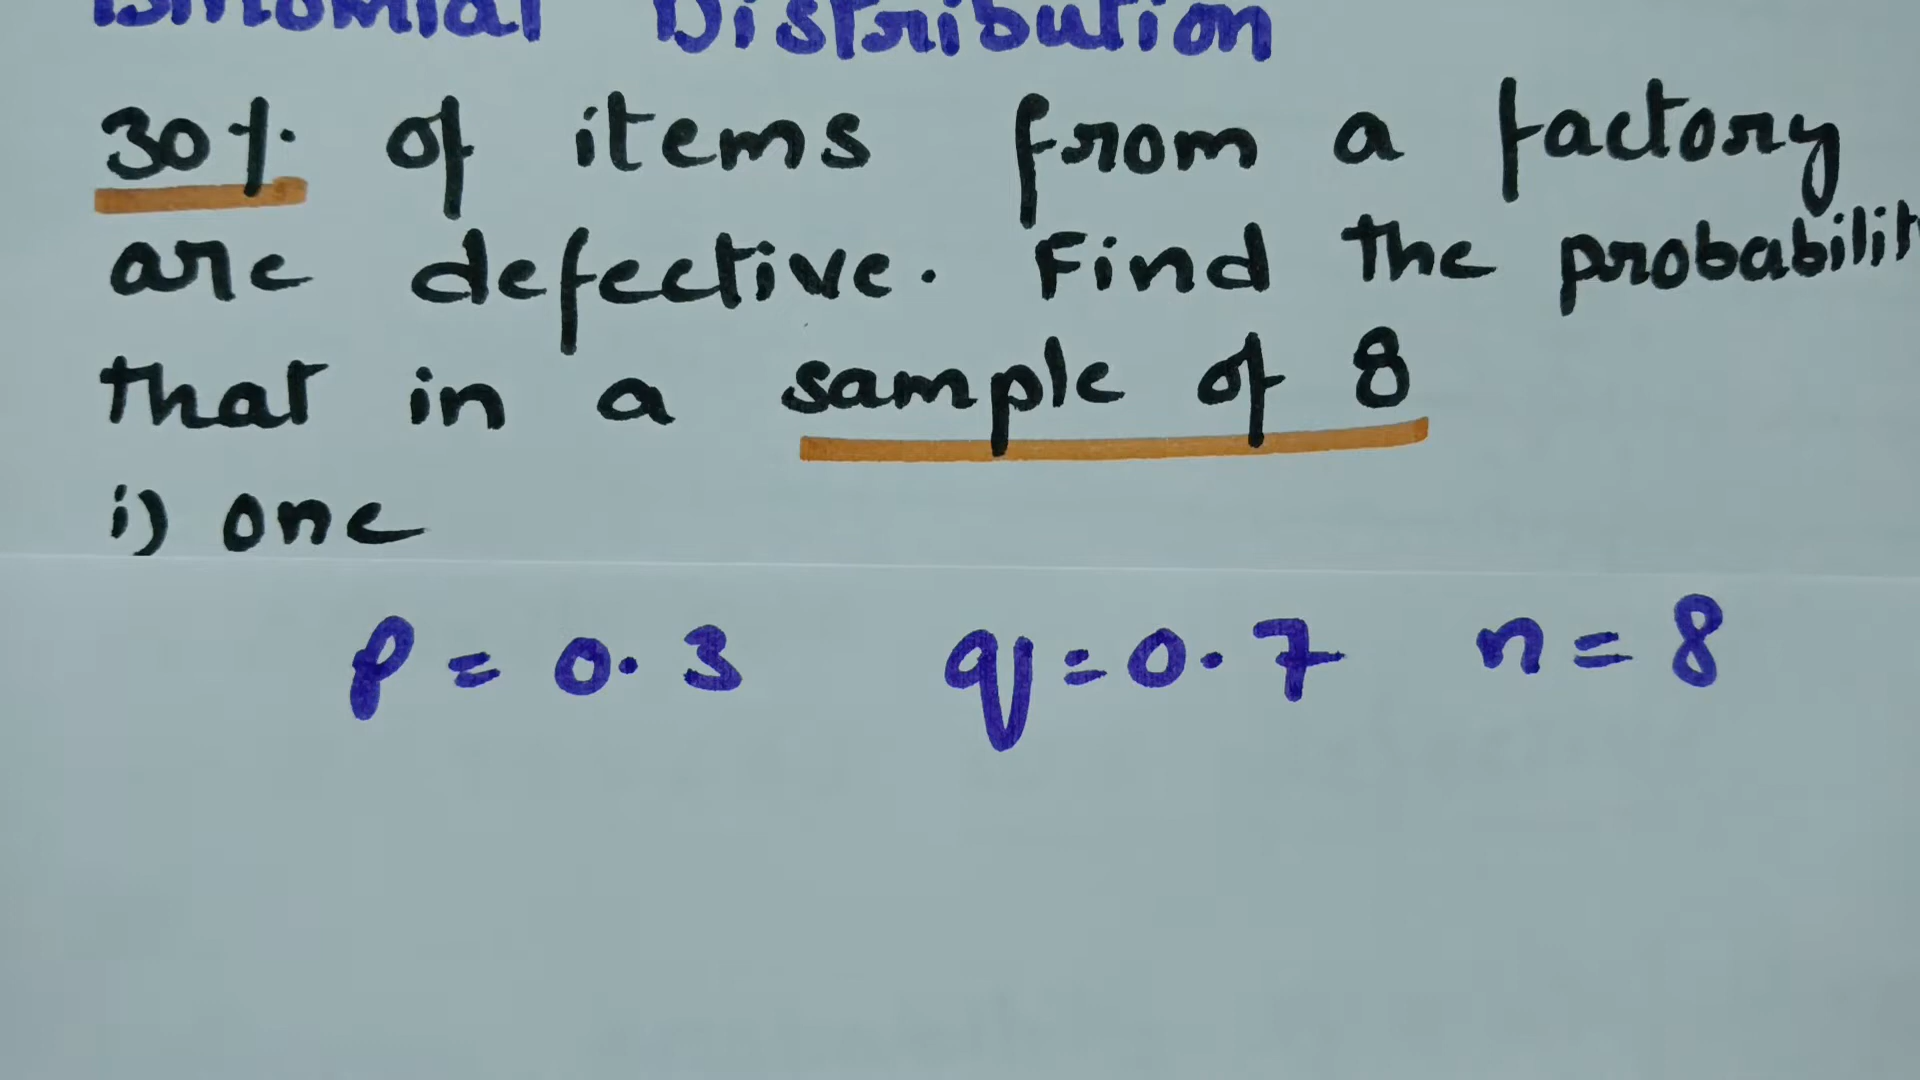 Binomial Distribution
30% of items from a factory
are defective. Find the probabilit
that in a sample of 8
i) one
p = 0.3 q = 0.7 n = 8